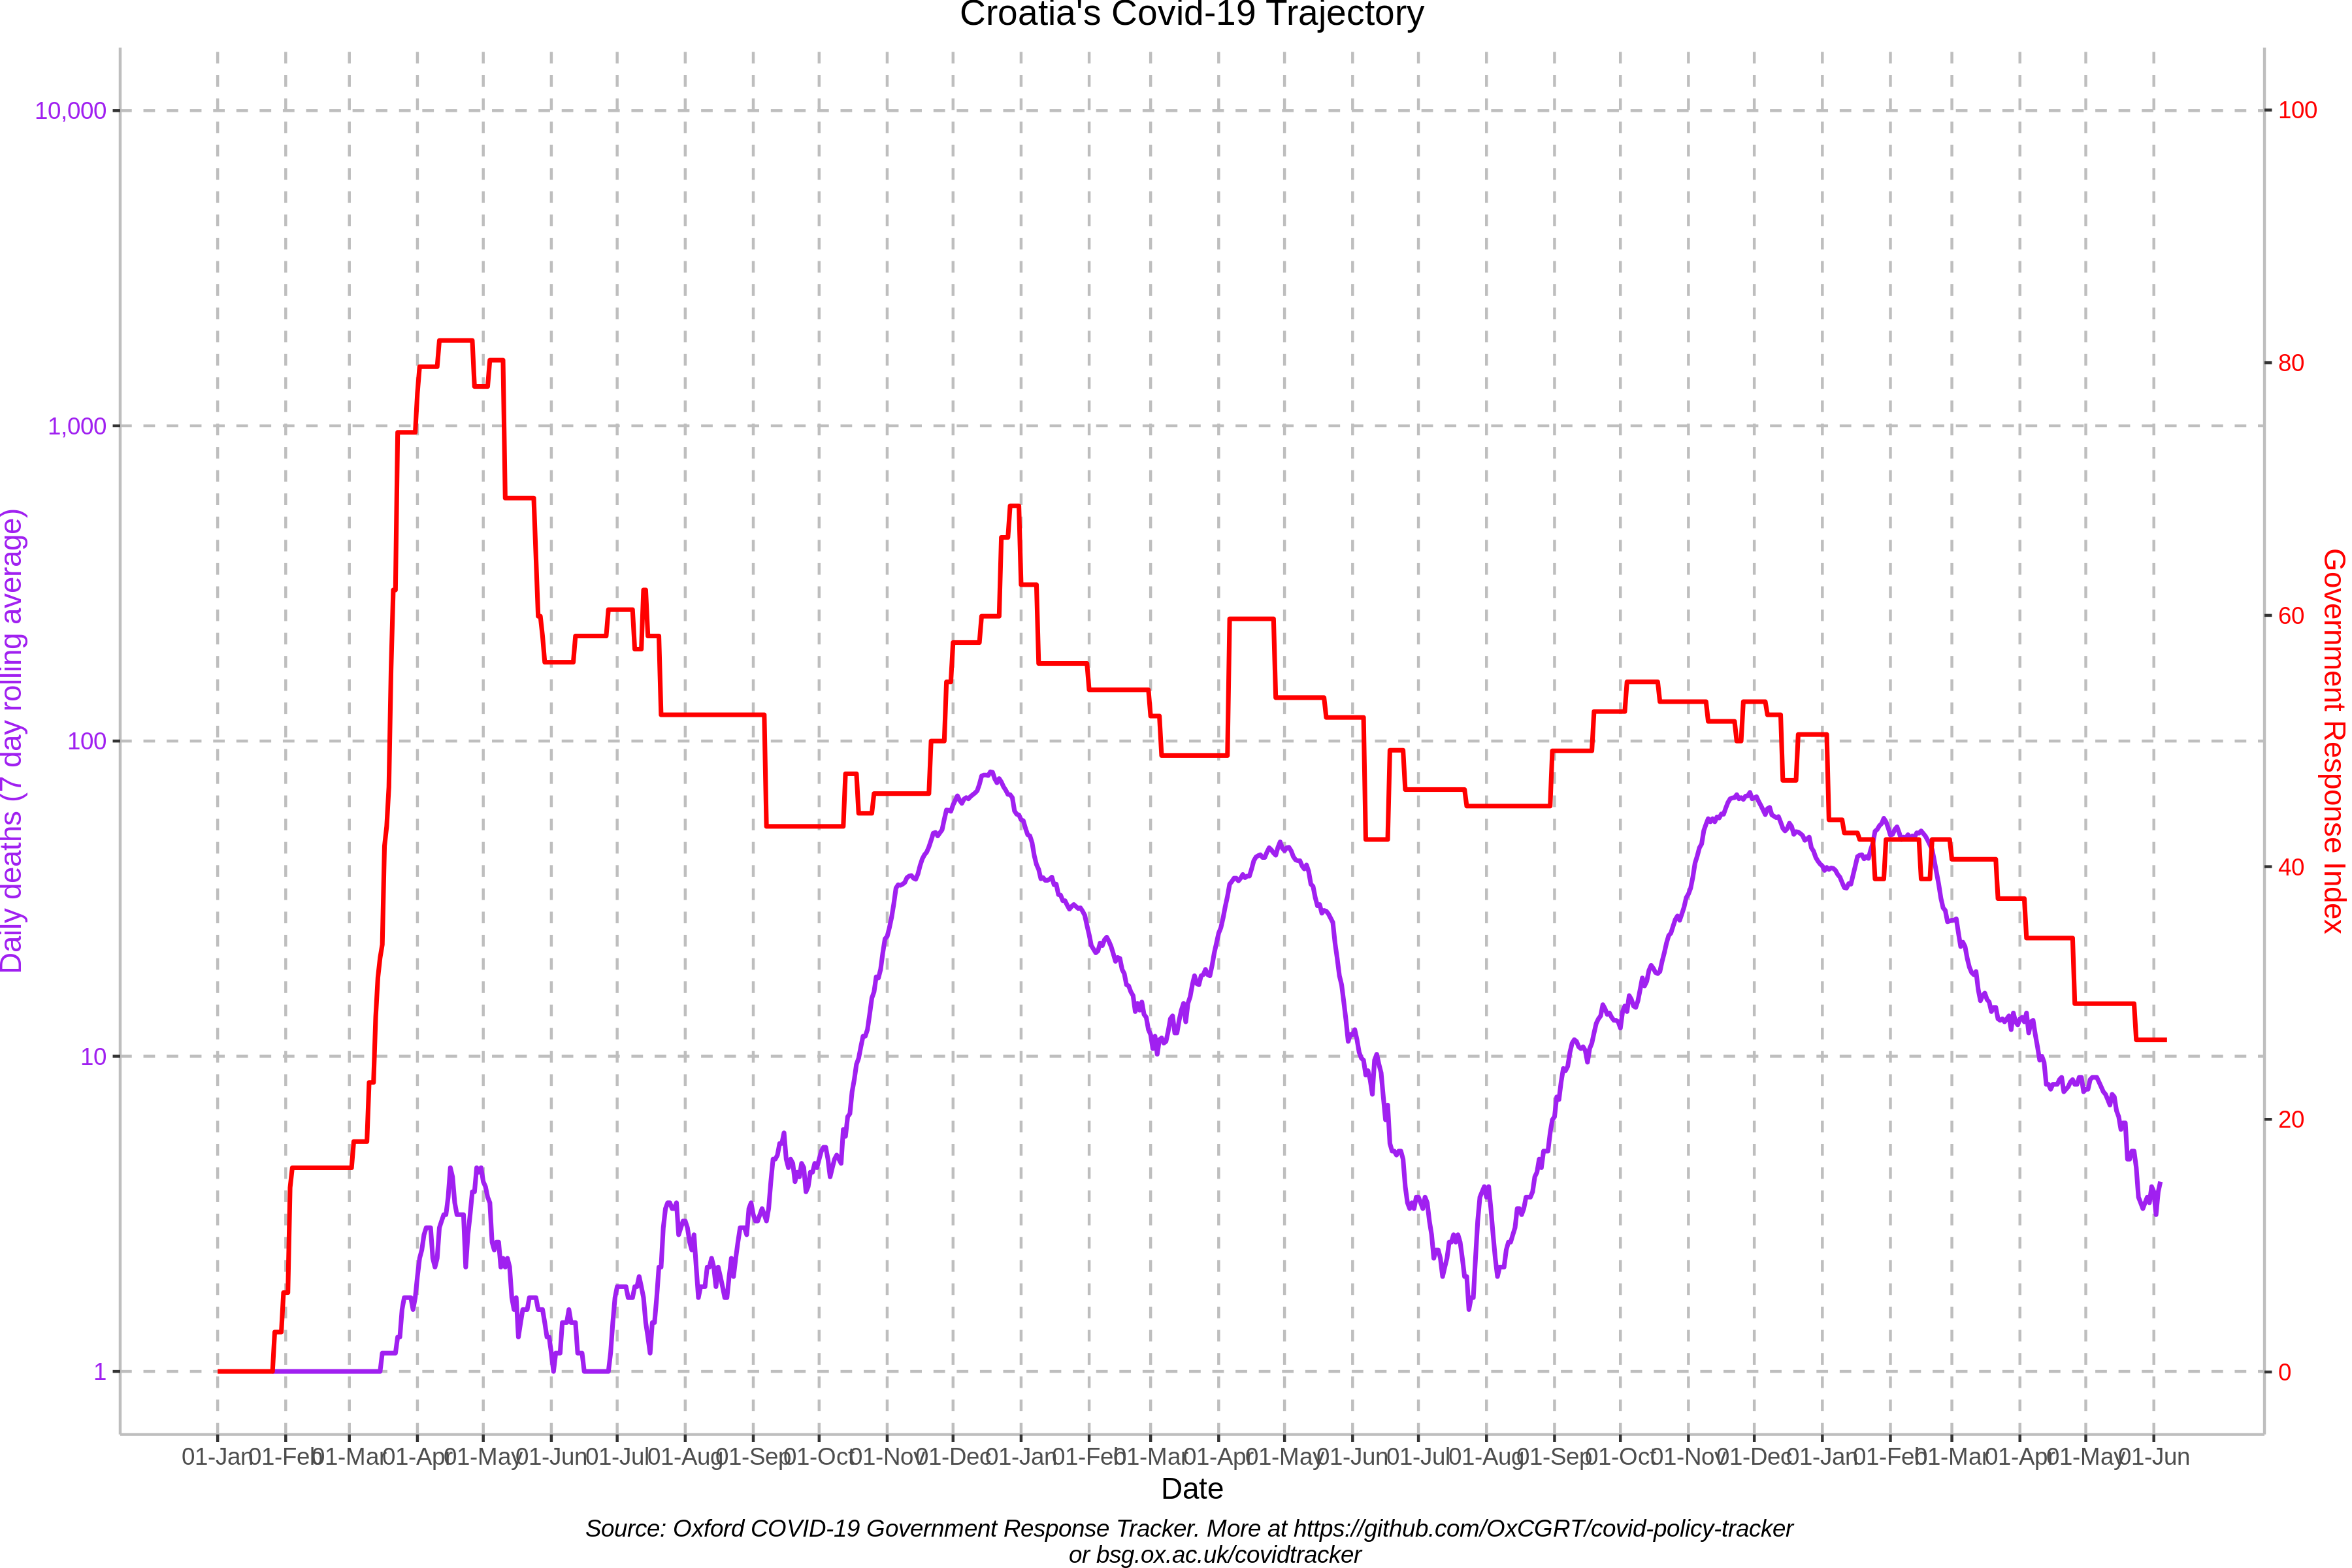 Croatia's Covid-19 Trajectory
Daily deaths (7 day rolling average)
10,000
1,000
100
10
1
100
80
60
40
20
0
Government Response Index
01-Jan 01-Feb 01-Mar 01-Apr 01-May 01-Jun 01-Jul 01-Aug 01-Sep 01-Oct 01-Nov 01-Dec 01-Jan 01-Feb 01-Mar 01-Apr 01-May 01-Jun 01-Jul 01-Aug 01-Sep 01-Oct 01-Nov 01-Dec 01-Jan 01-Feb 01-Mar 01-Apr 01-May 01-Jun
Date
Source: Oxford COVID-19 Government Response Tracker. More at https://github.com/OxCGRT/covid-policy-tracker
or bsg.ox.ac.uk/covidtracker